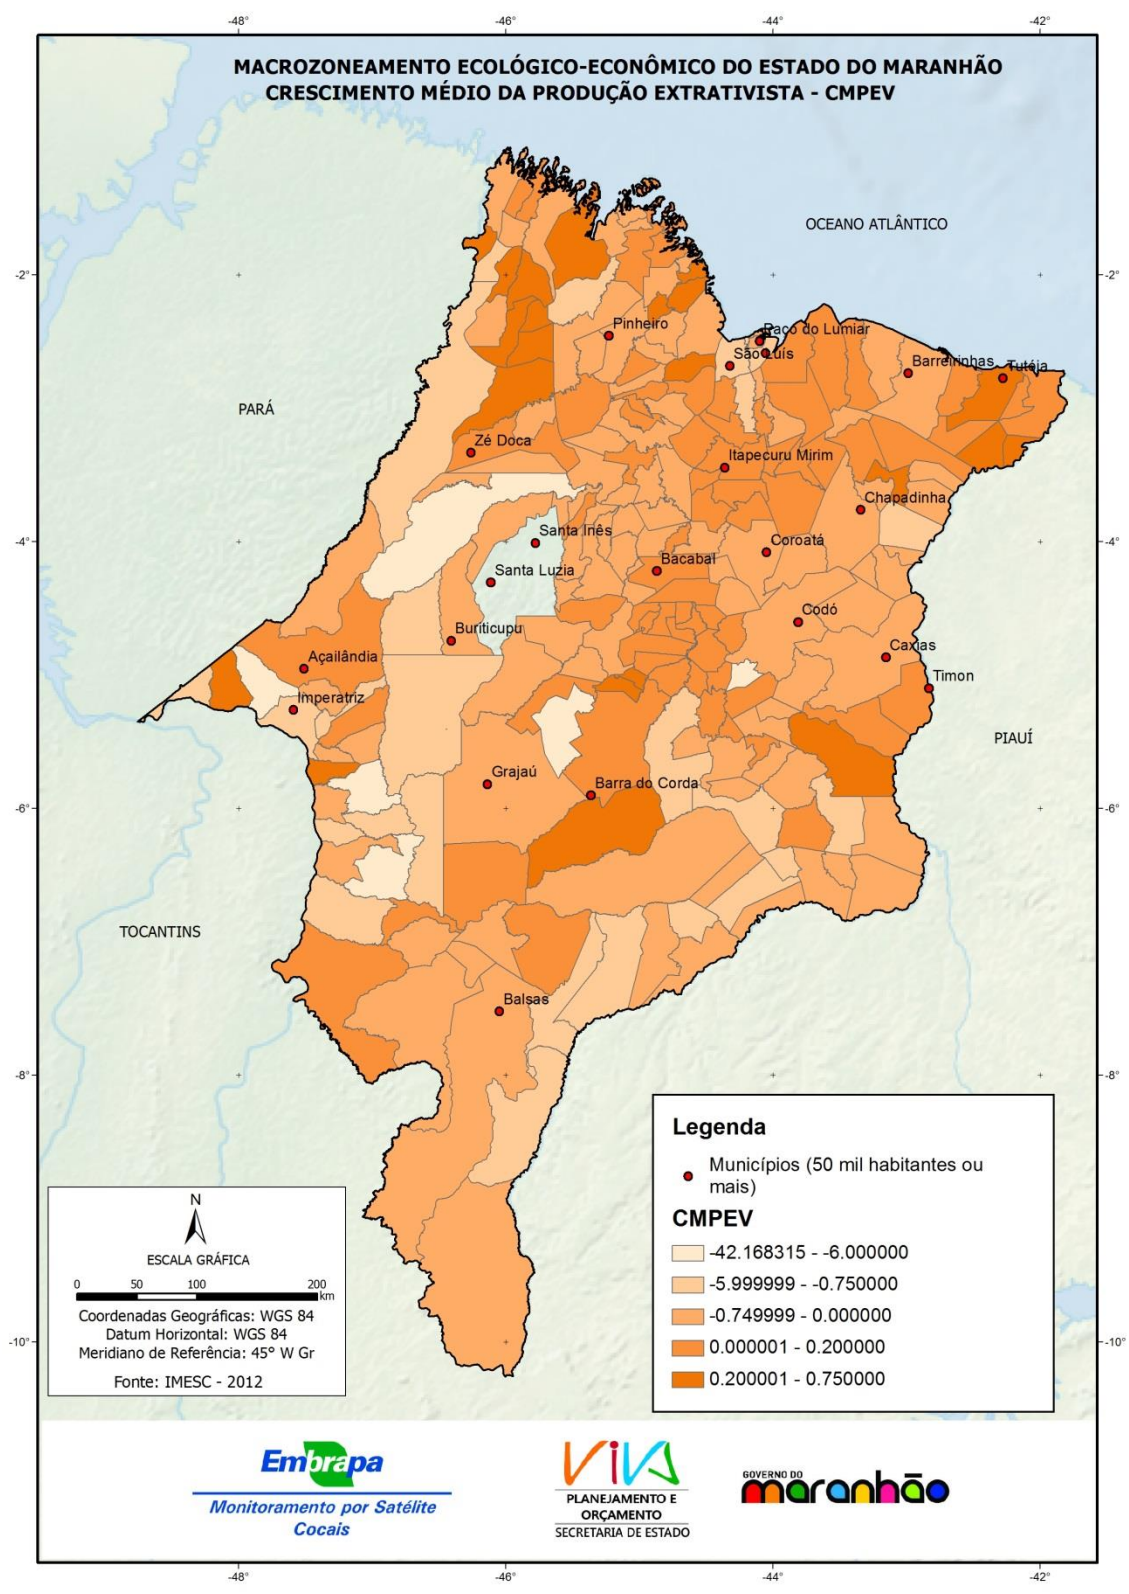 -48°
-46°
-44°
-42°
MACROZONEAMENTO ECOLÓGICO-ECONÔMICO DO ESTADO DO MARANHÃO
CRESCIMENTO MÉDIO DA PRODUÇÃO EXTRATIVISTA - CMPEV
OCEANO ATLÂNTICO
-2°
-2°
Pinheiro
Paço do Lumiar
São Luís
Barreirinhas
Tutóia
PARÁ
Zé Doca
Itapecuru Mirim
Chapadinha
Santa Inês
Coroatá
-4°
-4°
Bacabal
Santa Luzia
Codó
Buriticupu
Caxias
Açailândia
Timon
Imperatriz
PIAUÍ
Grajaú
Barra do Corda
-6°
-6°
TOCANTINS
Balsas
-8°
-8°
Legenda
Municípios (50 mil habitantes ou
mais)
CMPEV
-42.168315 - -6.000000
-5.999999 - -0.750000
-0.749999 - 0.000000
0.000001 - 0.200000
0.200001 - 0.750000
N
ESCALA GRÁFICA
0 50 100 200
km
Coordenadas Geográficas: WGS 84
Datum Horizontal: WGS 84
Meridiano de Referência: 45° W Gr
Fonte: IMESC - 2012
-10°
-10°
Embrapa
Monitoramento por Satélite
Cocais
VIVA
PLANEJAMENTO E
ORÇAMENTO
SECRETARIA DE ESTADO
GOVERNO DO
maranhão
-48°
-46°
-44°
-42°